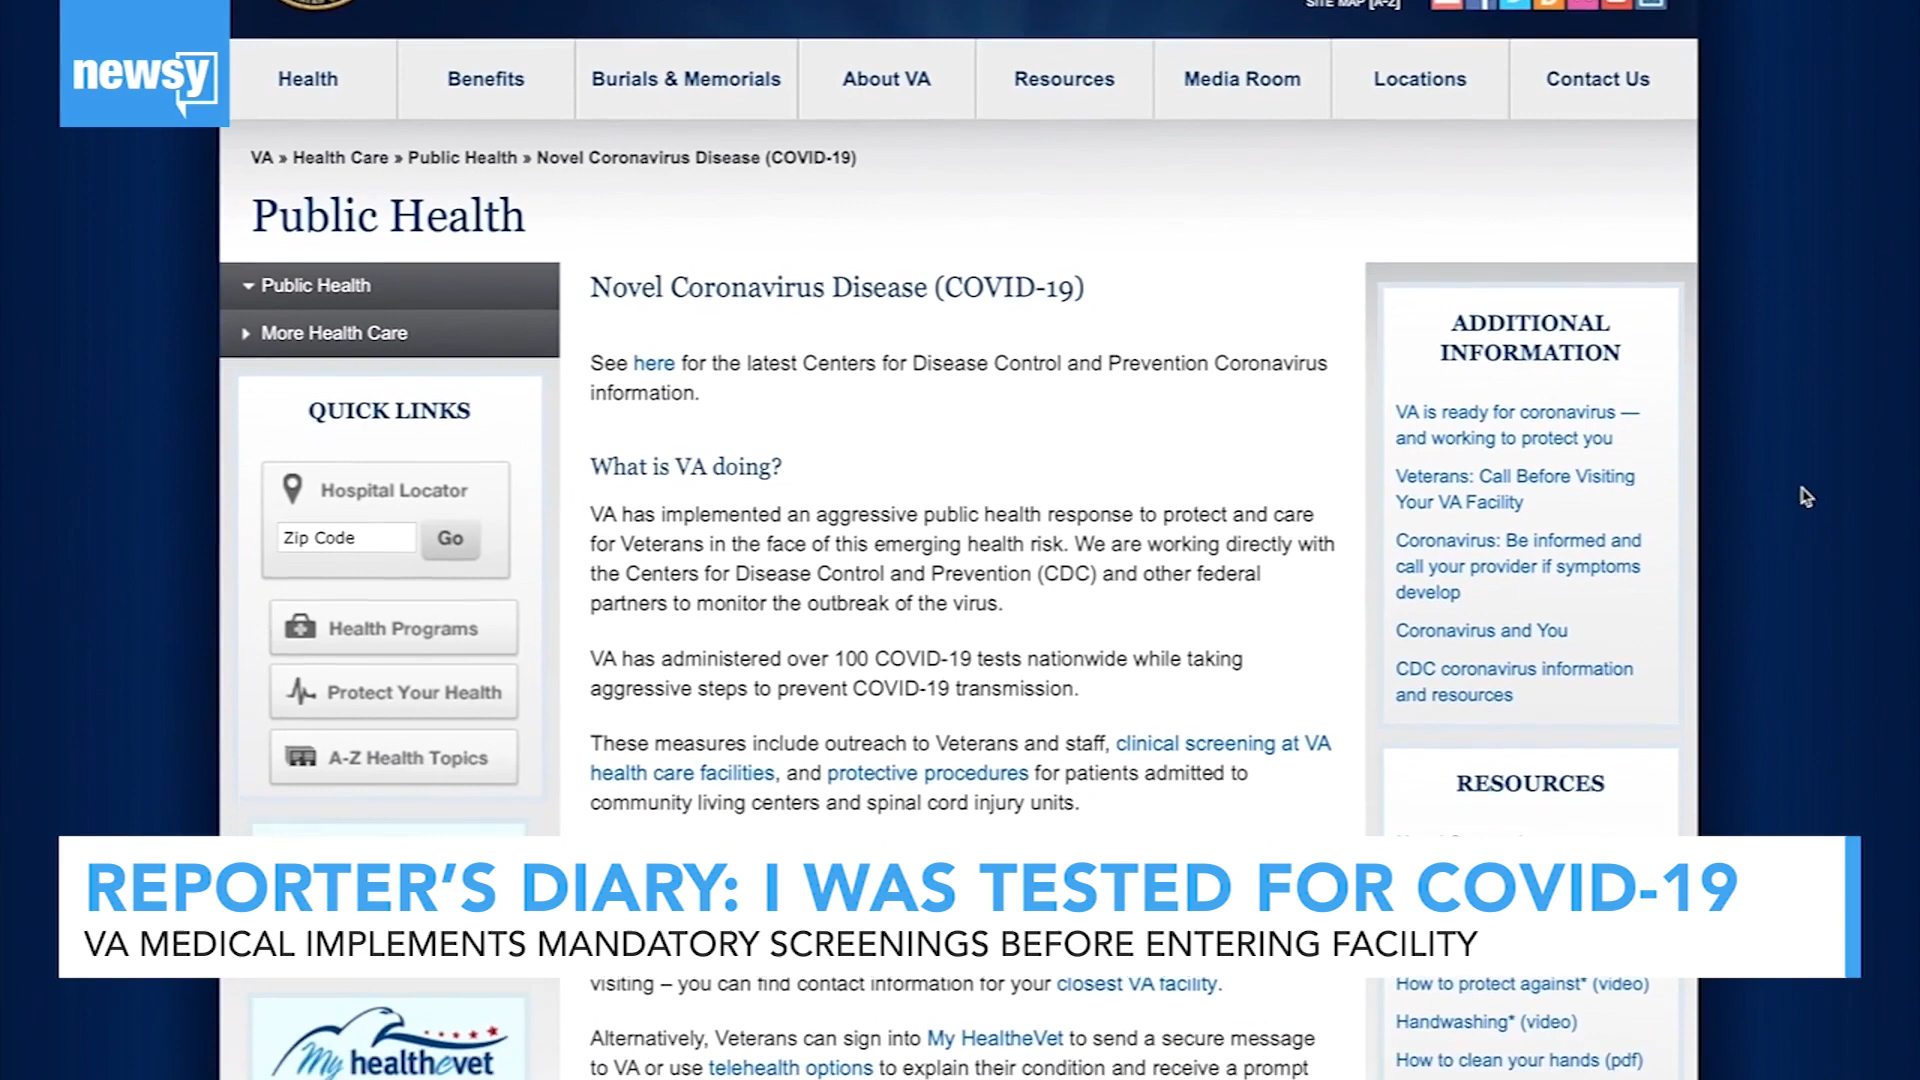 SITE MAP [A-Z]
newsy
Health
Benefits
Burials & Memorials
About VA
Resources
Media Room
Locations
Contact Us
VA » Health Care » Public Health » Novel Coronavirus Disease (COVID-19)
Public Health
Public Health
More Health Care
QUICK LINKS
Hospital Locator
Zip Code
Go
Health Programs
Protect Your Health
A-Z Health Topics
My healthevet
Novel Coronavirus Disease (COVID-19)
See here for the latest Centers for Disease Control and Prevention Coronavirus
information.
What is VA doing?
VA has implemented an aggressive public health response to protect and care
for Veterans in the face of this emerging health risk. We are working directly with
the Centers for Disease Control and Prevention (CDC) and other federal
partners to monitor the outbreak of the virus.
VA has administered over 100 COVID-19 tests nationwide while taking
aggressive steps to prevent COVID-19 transmission.
These measures include outreach to Veterans and staff, clinical screening at VA
health care facilities, and protective procedures for patients admitted to
community living centers and spinal cord injury units.
visiting – you can find contact information for your closest VA facility.
Alternatively, Veterans can sign into My HealtheVet to send a secure message
to VA or use telehealth options to explain their condition and receive a prompt
ADDITIONAL
INFORMATION
VA is ready for coronavirus —
and working to protect you
Veterans: Call Before Visiting
Your VA Facility
Coronavirus: Be informed and
call your provider if symptoms
develop
Coronavirus and You
CDC coronavirus information
and resources
RESOURCES
How to protect against* (video)
Handwashing* (video)
How to clean your hands (pdf)
REPORTER'S DIARY: I WAS TESTED FOR COVID-19
VA MEDICAL IMPLEMENTS MANDATORY SCREENINGS BEFORE ENTERING FACILITY